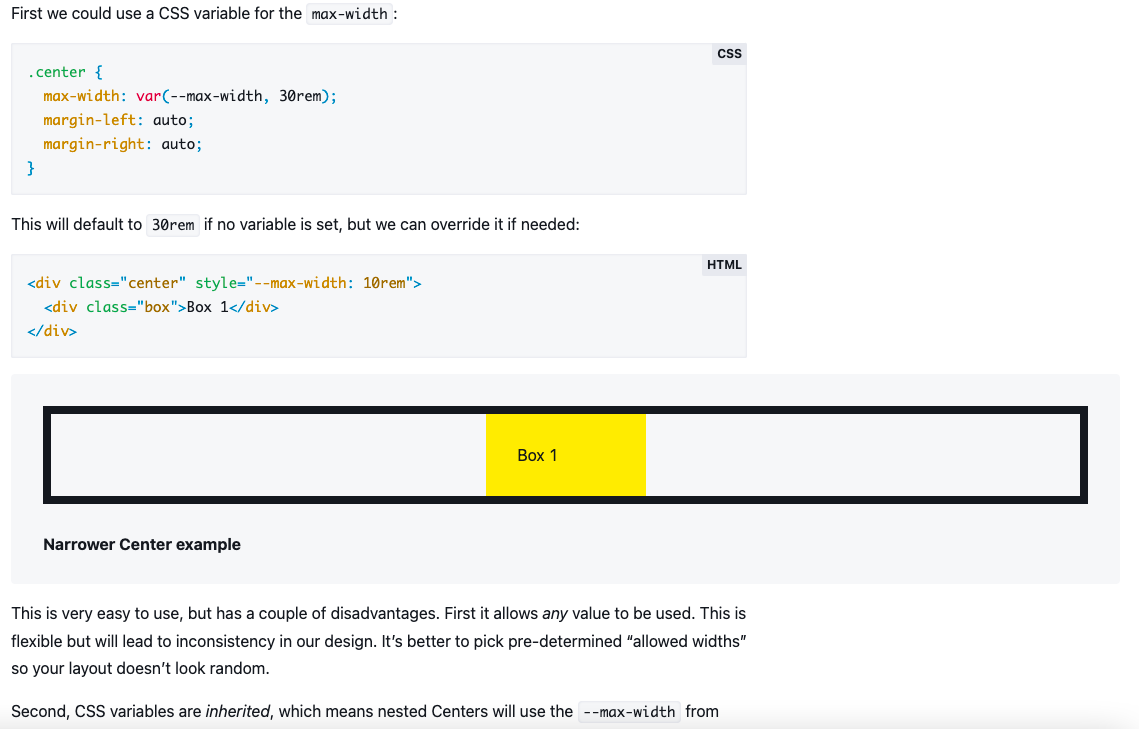 First we could use a CSS variable for the max-width:
CSS
.center {
  max-width: var(--max-width, 30rem);
  margin-left: auto;
  margin-right: auto;
}
This will default to 30rem if no variable is set, but we can override it if needed:
HTML
<div class="center" style="--max-width: 10rem">
  <div class="box">Box 1</div>
</div>
Box 1
Narrower Center example
This is very easy to use, but has a couple of disadvantages. First it allows any value to be used. This is
flexible but will lead to inconsistency in our design. It’s better to pick pre-determined “allowed widths”
so your layout doesn’t look random.
Second, CSS variables are inherited, which means nested Centers will use the --max-width from